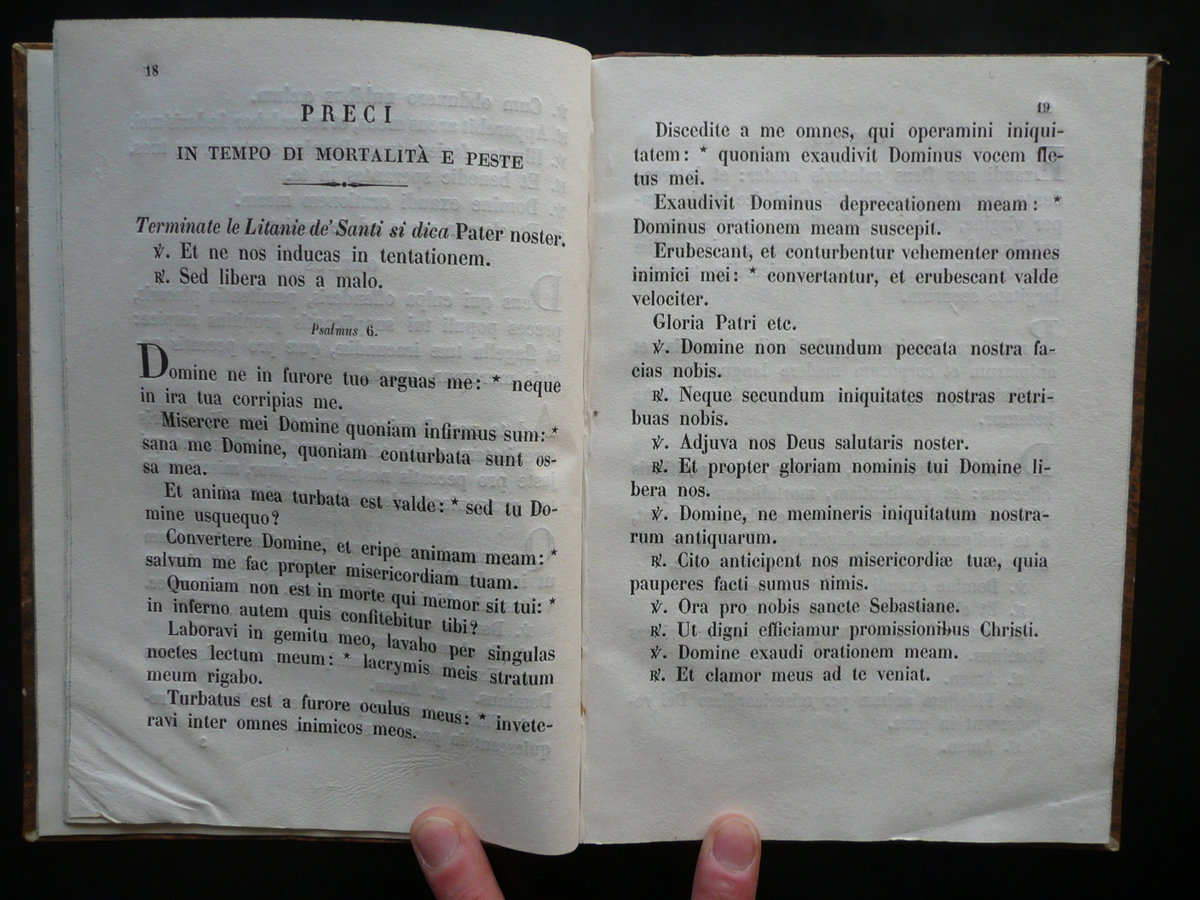 18
PRECI
IN TEMPO DI MORTALITÀ E PESTE
Terminate le Litanie de' Santi si dica Pater noster.
℣. Et ne nos inducas in tentationem.
℟. Sed libera nos a malo.
Psalmus 6.
Domine ne in furore tuo arguas me: * neque
in ira tua corripias me.
Miserere mei Domine quoniam infirmus sum: *
sana me Domine, quoniam conturbata sunt os-
sa mea.
Et anima mea turbata est valde: * sed tu Do-
mine usquequo?
Convertere Domine, et eripe animam meam: *
salvum me fac propter misericordiam tuam.
Quoniam non est in morte qui memor sit tui: *
in inferno autem quis confitebitur tibi?
Laboravi in gemitu meo, lavabo per singulas
noctes lectum meum: * lacrymis meis stratum
meum rigabo.
Turbatus est a furore oculus meus: * invete-
ravi inter omnes inimicos meos.
19
Discedite a me omnes, qui operamini iniqui-
tatem: * quoniam exaudivit Dominus vocem fle-
tus mei.
Exaudivit Dominus deprecationem meam: *
Dominus orationem meam suscepit.
Erubescant, et conturbentur vehementer omnes
inimici mei: * convertantur, et erubescant valde
velociter.
Gloria Patri etc.
℣. Domine non secundum peccata nostra fa-
cias nobis.
℟. Neque secundum iniquitates nostras retri-
buas nobis.
℣. Adjuva nos Deus salutaris noster.
℟. Et propter gloriam nominis tui Domine li-
bera nos.
℣. Domine, ne memineris iniquitatum nostra-
rum antiquarum.
℟. Cito anticipent nos misericordiæ tuæ, quia
pauperes facti sumus nimis.
℣. Ora pro nobis sancte Sebastiane.
℟. Ut digni efficiamur promissionibus Christi.
℣. Domine exaudi orationem meam.
℟. Et clamor meus ad te veniat.